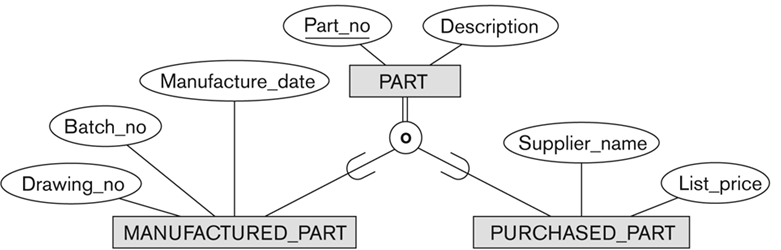 Part_no
Description
PART
Manufacture_date
Batch_no
Drawing_no
o
Supplier_name
List_price
MANUFACTURED_PART
PURCHASED_PART